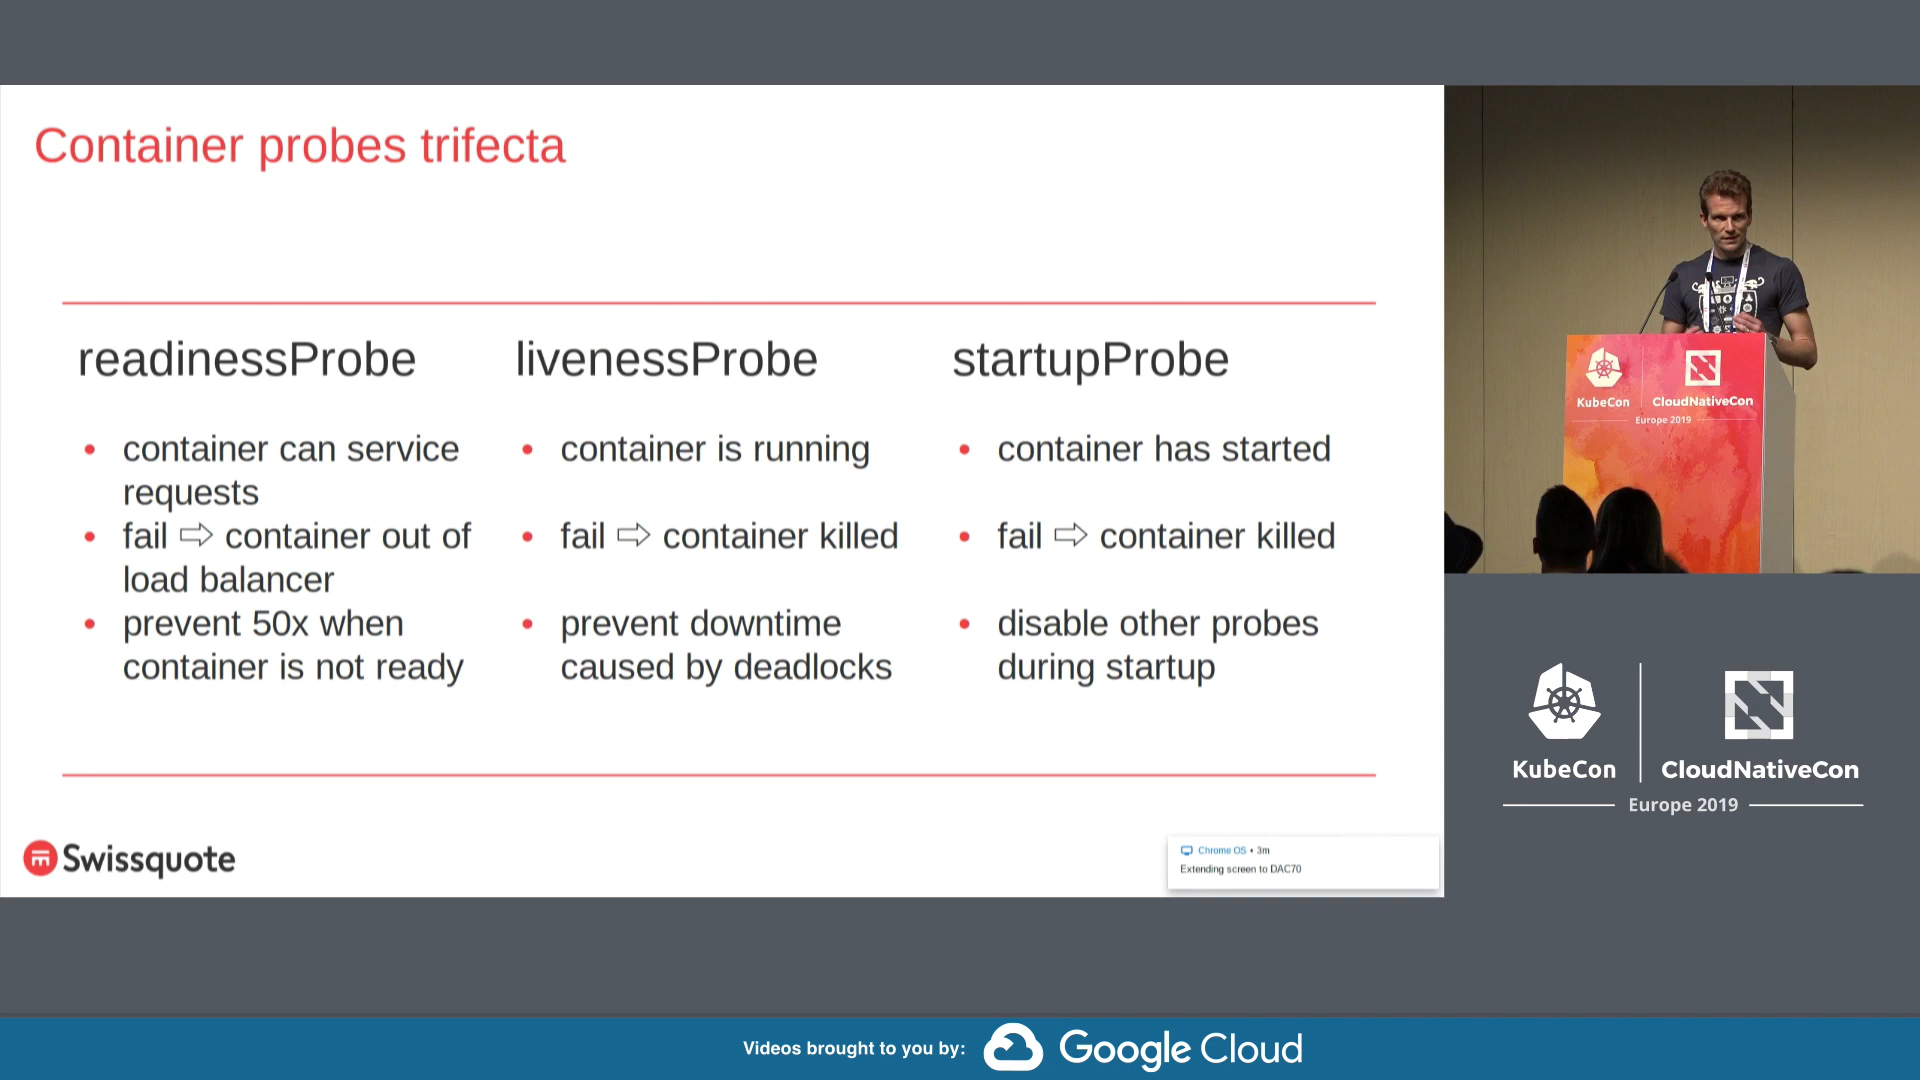 Container probes trifecta
readinessProbe
container can service
requests
fail ⇨ container out of
load balancer
prevent 50x when
container is not ready
livenessProbe
container is running
fail ⇨ container killed
prevent downtime
caused by deadlocks
startupProbe
container has started
fail ⇨ container killed
disable other probes
during startup
Swissquote
Chrome OS • 3m
Extending screen to DAC70
KubeCon
CloudNativeCon
Europe 2019
KubeCon
CloudNativeCon
Europe 2019
Videos brought to you by:
Google Cloud